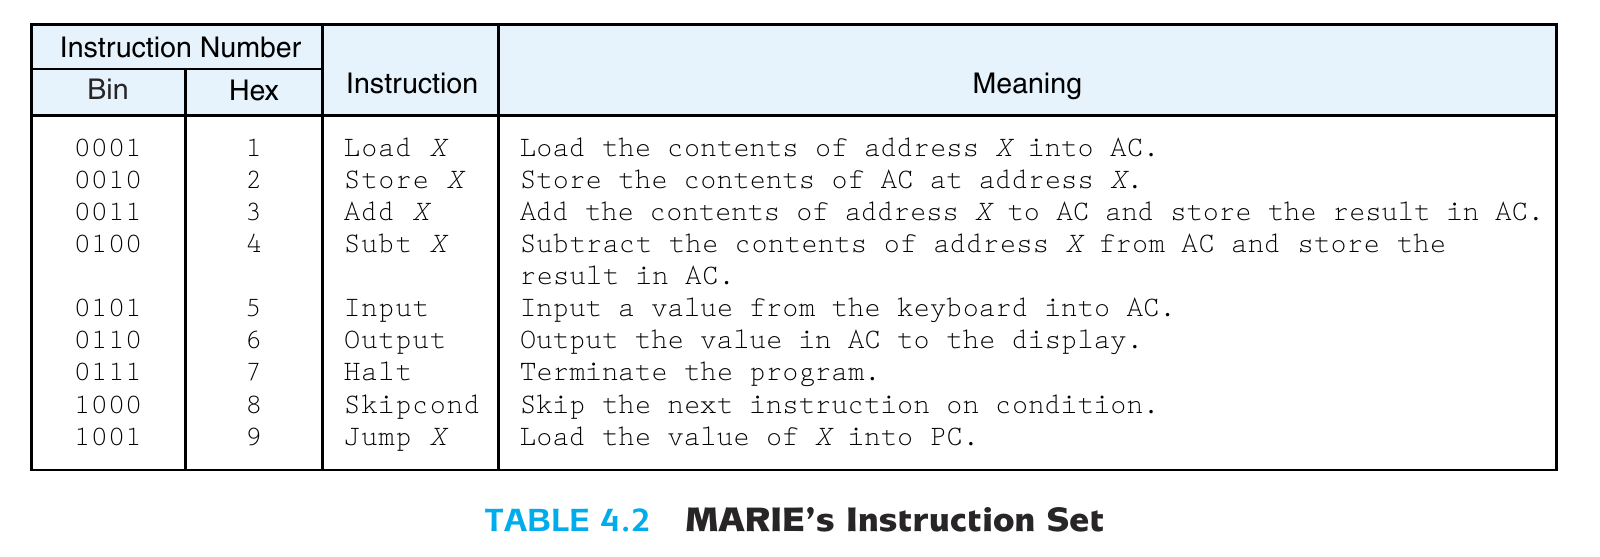 Instruction Number
Bin Hex Instruction Meaning
0001 1 Load X Load the contents of address X into AC.
0010 2 Store X Store the contents of AC at address X.
0011 3 Add X Add the contents of address X to AC and store the result in AC.
0100 4 Subt X Subtract the contents of address X from AC and store the
result in AC.
0101 5 Input Input a value from the keyboard into AC.
0110 6 Output Output the value in AC to the display.
0111 7 Halt Terminate the program.
1000 8 Skipcond Skip the next instruction on condition.
1001 9 Jump X Load the value of X into PC.
TABLE 4.2 MARIE's Instruction Set